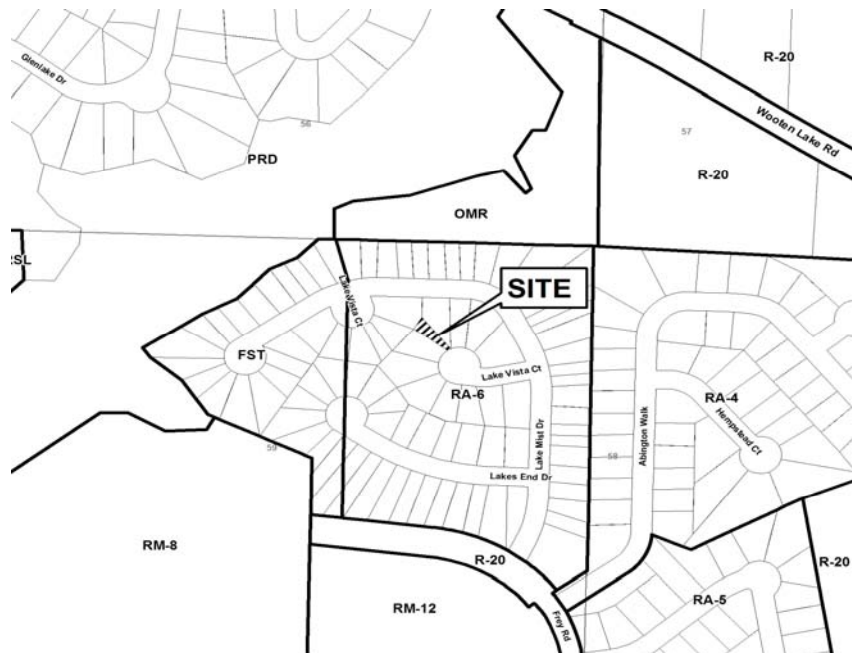 R-20
Glenlake Dr
56
57
Wooten Lake Rd
PRD
R-20
OMR
RSL
SITE
Lake Vista Ct
FST
Lake Vista Ct
RA-6
RA-4
Hempstead Ct
Lake Mist Dr
Abington Walk
59
58
Lakes End Dr
RM-8
R-20
R-20
RA-5
RM-12
Frey Rd